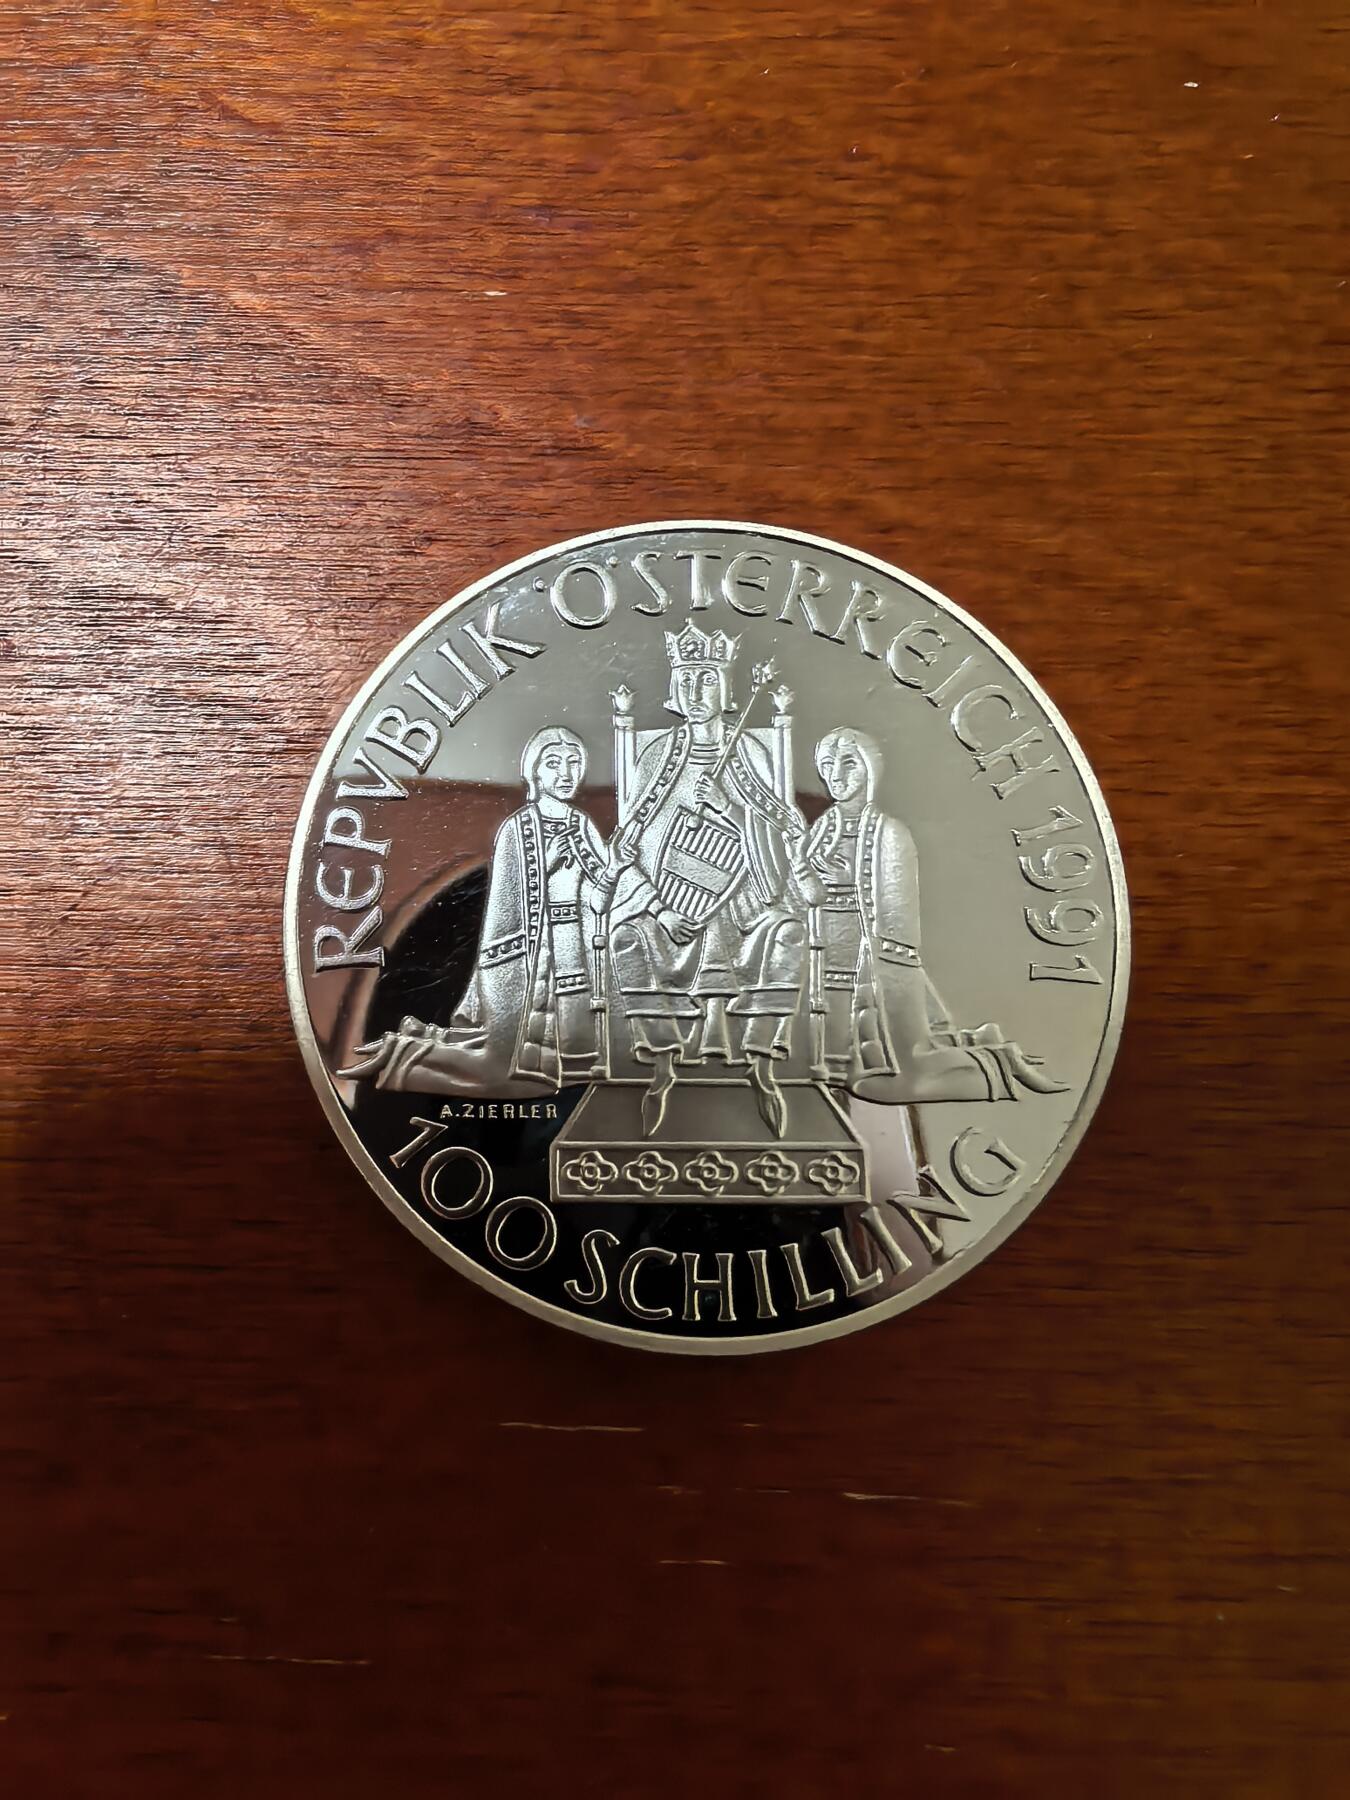 REPVBLIK ÖSTERREICH 1991
A.ZIERLER
100 SCHILLING